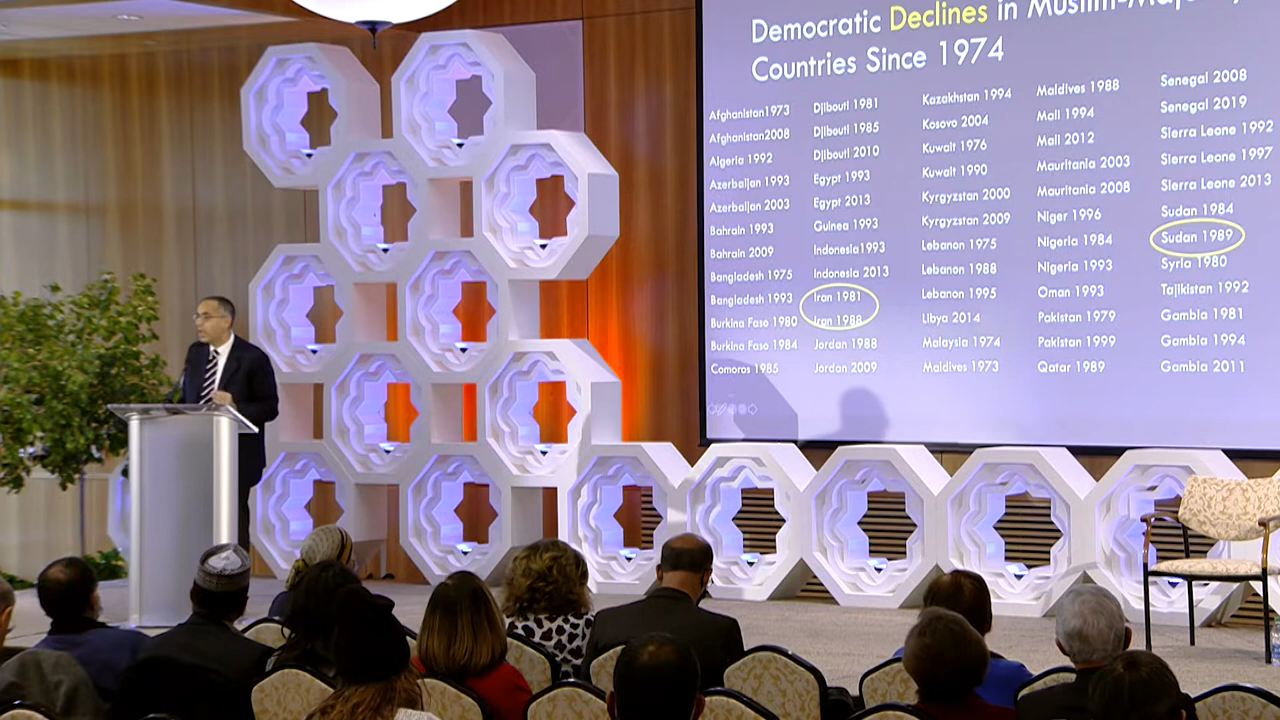 Democratic Declines in Muslim-Majority
Countries Since 1974
Afghanistan1973
Afghanistan2008
Algeria 1992
Azerbaijan 1993
Azerbaijan 2003
Bahrain 1993
Bahrain 2009
Bangladesh 1975
Bangladesh 1993
Burkina Faso 1980
Burkina Faso 1984
Comoros 1985
Djibouti 1981
Djibouti 1985
Djibouti 2010
Egypt 1993
Egypt 2013
Guinea 1993
Indonesia1993
Indonesia 2013
Iran 1981
Iran 1988
Jordan 1988
Jordan 2009
Kazakhstan 1994
Kosovo 2004
Kuwait 1976
Kuwait 1990
Kyrgyzstan 2000
Kyrgyzstan 2009
Lebanon 1975
Lebanon 1988
Lebanon 1995
Libya 2014
Malaysia 1974
Maldives 1973
Maldives 1988
Mali 1994
Mali 2012
Mauritania 2003
Mauritania 2008
Niger 1996
Nigeria 1984
Nigeria 1993
Oman 1993
Pakistan 1979
Pakistan 1999
Qatar 1989
Senegal 2008
Senegal 2019
Sierra Leone 1992
Sierra Leone 1997
Sierra Leone 2013
Sudan 1984
Sudan 1989
Syria 1980
Tajikistan 1992
Gambia 1981
Gambia 1994
Gambia 2011